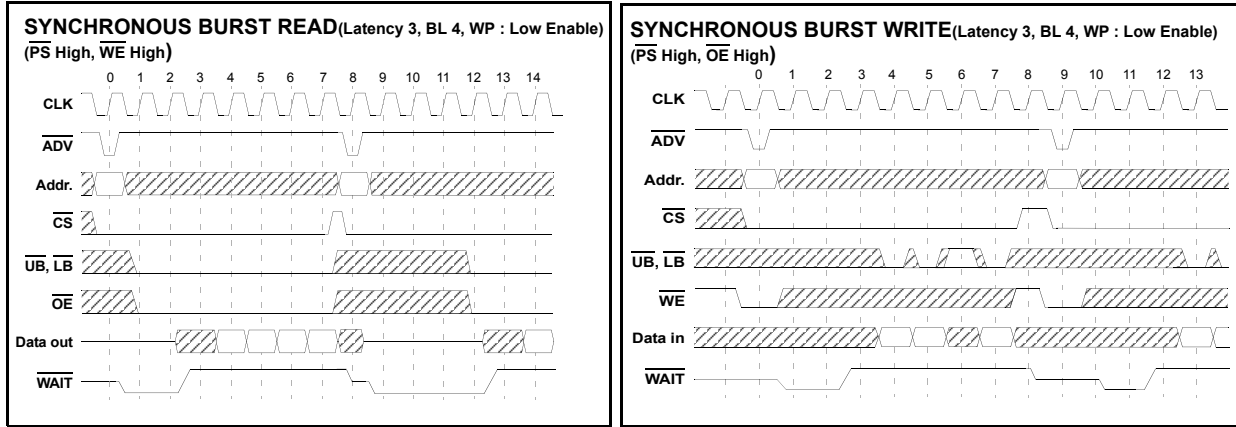 SYNCHRONOUS BURST READ(Latency 3, BL 4, WP : Low Enable)
(PS High, WE High)
0 1 2 3 4 5 6 7 8 9 10 11 12 13 14
CLK
ADV
Addr.
CS
UB, LB
OE
Data out
WAIT
SYNCHRONOUS BURST WRITE(Latency 3, BL 4, WP : Low Enable)
(PS High, OE High)
0 1 2 3 4 5 6 7 8 9 10 11 12 13
CLK
ADV
Addr.
CS
UB, LB
WE
Data in
WAIT